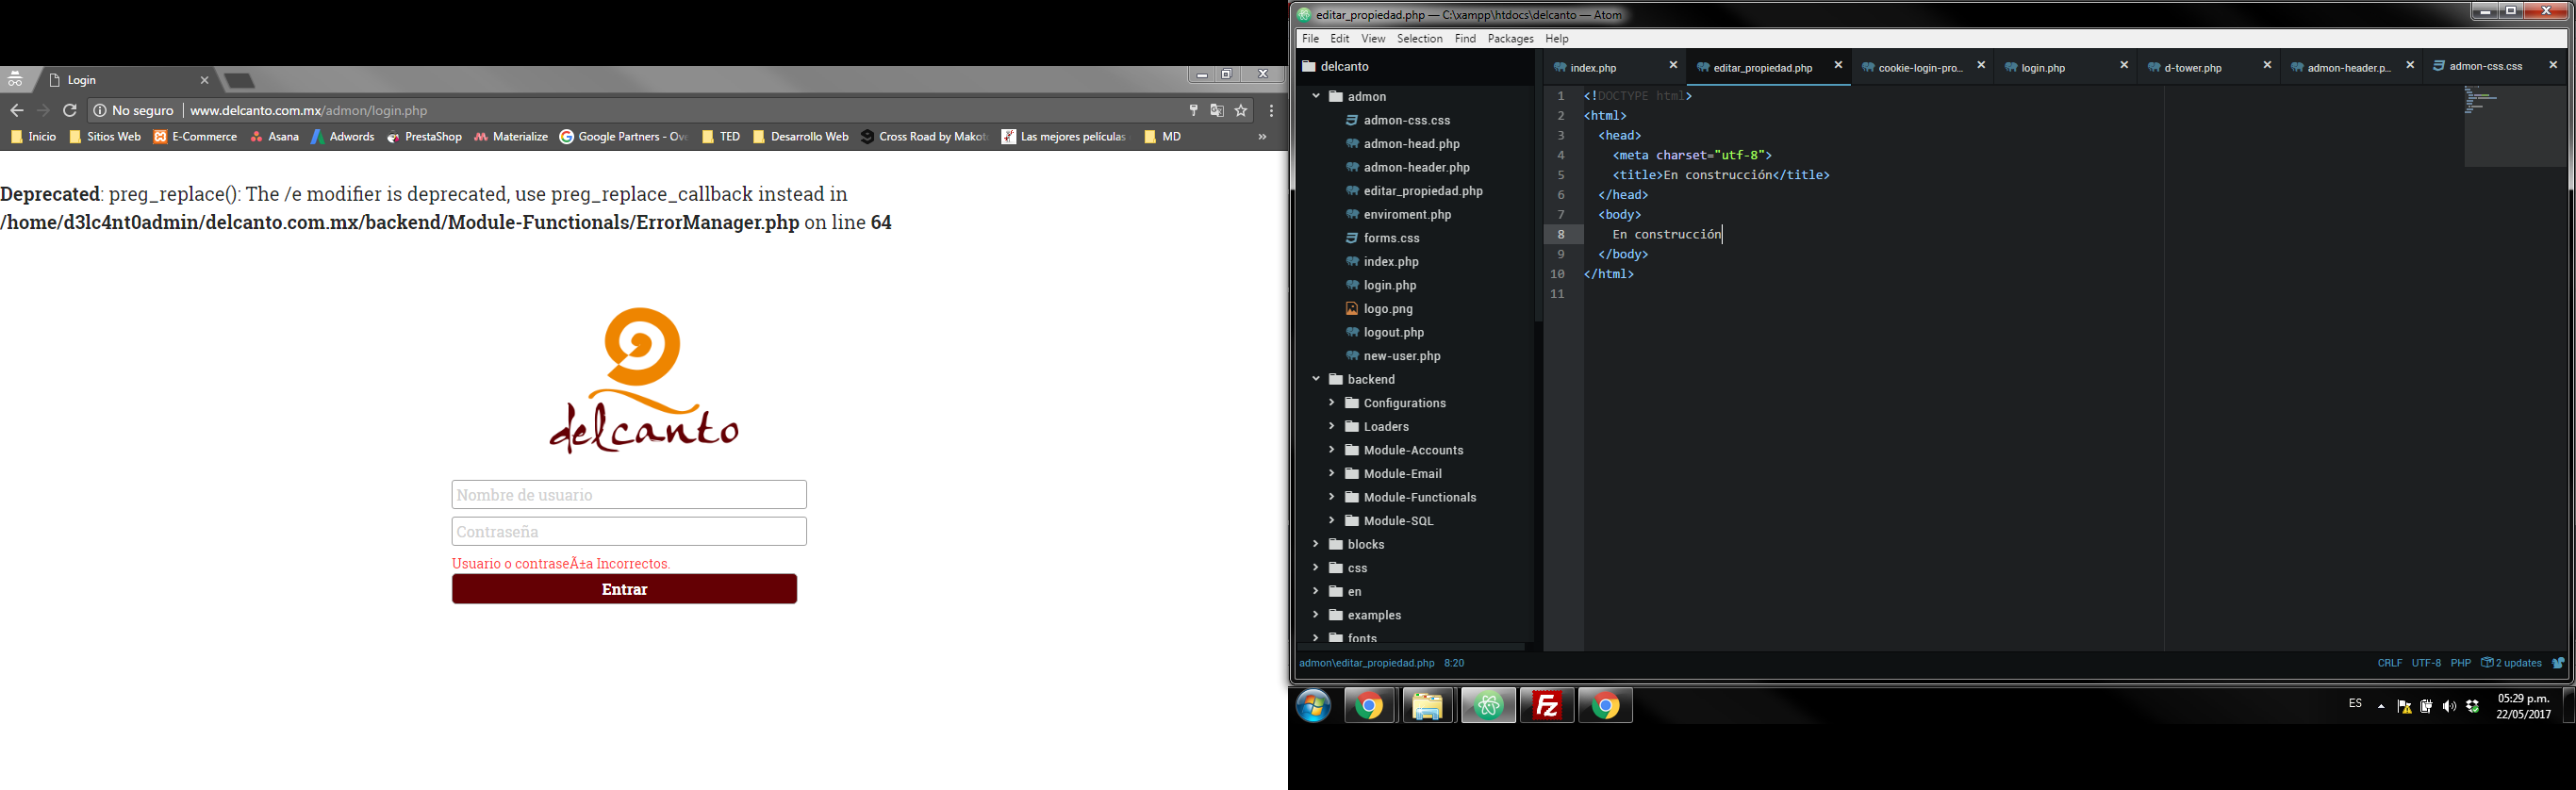 Login
No seguro
www.delcanto.com.mx/admon/login.php
Inicio Sitios Web E-Commerce Asana Adwords PrestaShop Materialize Google Partners - Ov TED Desarrollo Web Cross Road by Makot Las mejores películas MD »
Deprecated: preg_replace(): The /e modifier is deprecated, use preg_replace_callback instead in
/home/d3lc4nt0admin/delcanto.com.mx/backend/Module-Functionals/ErrorManager.php on line 64
delcanto
Nombre de usuario
Contraseña
Usuario o contraseÃ±a Incorrectos.
Entrar
editar_propiedad.php — C:\xampp\htdocs\delcanto — Atom
File Edit View Selection Find Packages Help
delcanto
admon
admon-css.css
admon-head.php
admon-header.php
editar_propiedad.php
enviroment.php
forms.css
index.php
login.php
logo.png
logout.php
new-user.php
backend
Configurations
Loaders
Module-Accounts
Module-Email
Module-Functionals
Module-SQL
blocks
css
en
examples
fonts
index.php editar_propiedad.php cookie-login-pro... login.php d-tower.php admon-header.p... admon-css.css
1 <!DOCTYPE html>
2 <html>
3 <head>
4 <meta charset="utf-8">
5 <title>En construcción</title>
6 </head>
7 <body>
8 En construcción
9 </body>
10 </html>
11
admon\editar_propiedad.php 8:20
CRLF UTF-8 PHP 2 updates
ES
05:29 p.m.
22/05/2017